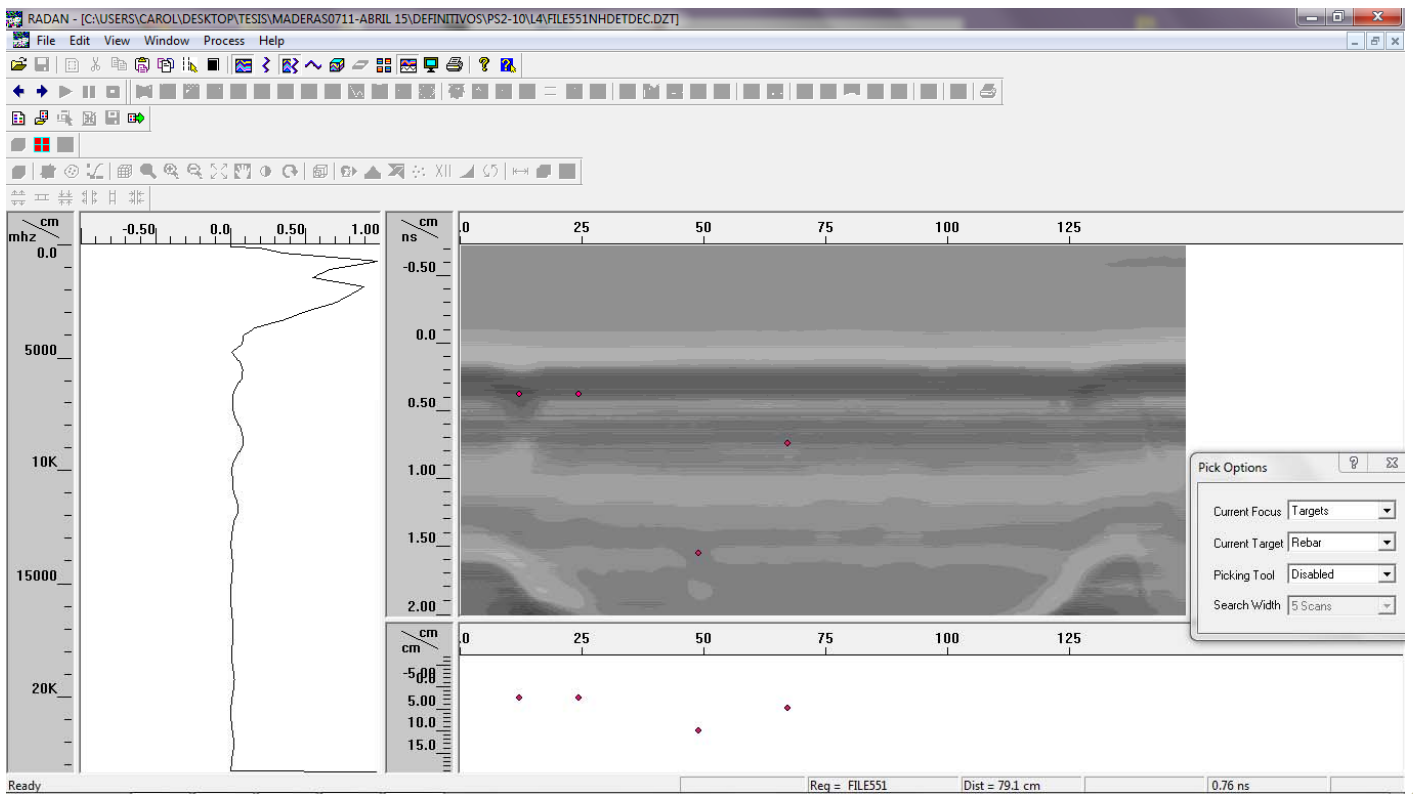 RADAN - [C:\USERS\CAROL\DESKTOP\TESIS\MADERAS0711-ABRIL 15\DEFINITIVOS\PS2-10\L4\FILE551NHDETDEC.DZT]
File Edit View Window Process Help
XII
cm
mhz
-0.50 0.0 0.50 1.00
cm
ns
.0 25 50 75 100 125
0.0
5000
10K
15000
20K
-0.50
0.0
0.50
1.00
1.50
2.00
Pick Options
Current Focus Targets
Current Target Rebar
Picking Tool Disabled
Search Width 5 Scans
cm
cm
.0 25 50 75 100 125
5.00
10.0
15.0
Ready Reg = FILE551 Dist = 79.1 cm 0.76 ns